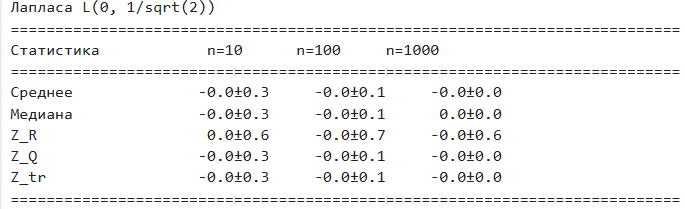 Лапласа L(0, 1/sqrt(2))
===========================================================================
Статистика            n=10      n=100     n=1000
===========================================================================
Среднее              -0.0±0.3     -0.0±0.1     -0.0±0.0
Медиана              -0.0±0.3     -0.0±0.1      0.0±0.0
Z_R                   0.0±0.6     -0.0±0.7     -0.0±0.6
Z_Q                  -0.0±0.3     -0.0±0.1     -0.0±0.0
Z_tr                 -0.0±0.3     -0.0±0.1     -0.0±0.0
===========================================================================